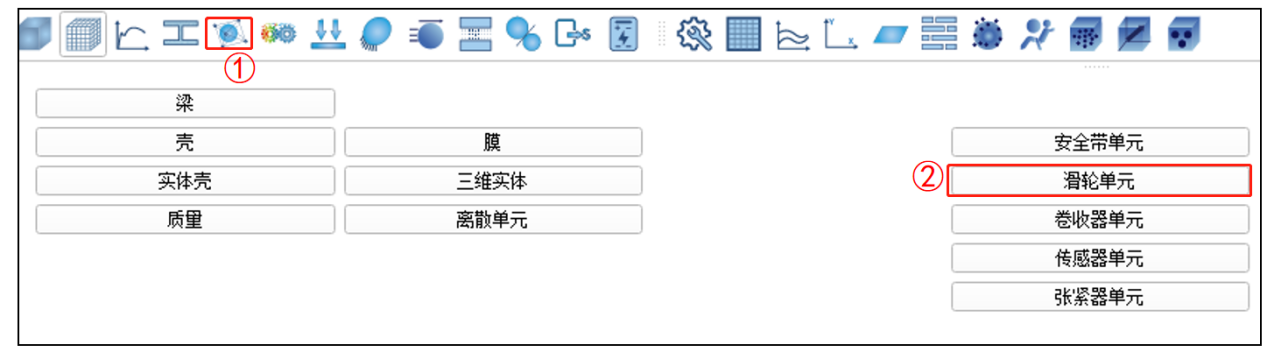 ①
梁
壳 膜 安全带单元
实体壳 三维实体 ② 滑轮单元
质量 离散单元 卷收器单元
传感器单元
张紧器单元